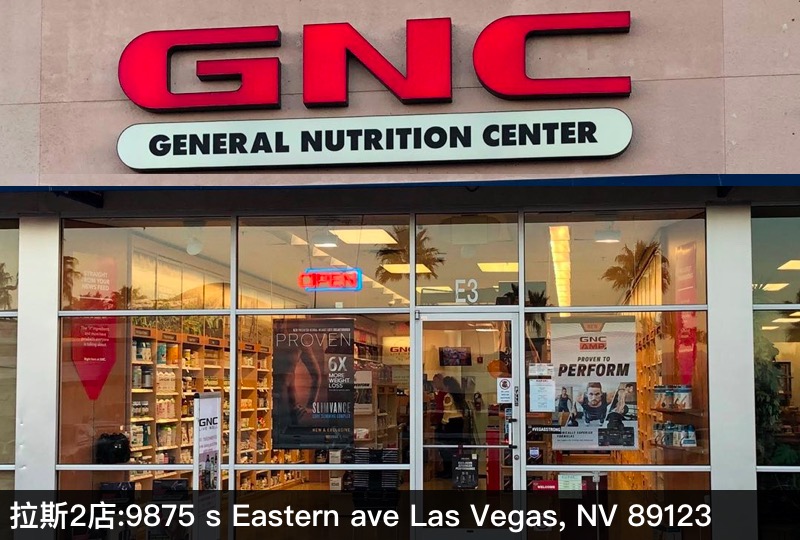 GNC
GENERAL NUTRITION CENTER
OPEN
E3
PROVEN
6X
MORE
WEIGHT
LOSS
SLIMVANCE
GNC
GNC
GNC
AMP
PROVEN TO
PERFORM
#VEGASSTRONG
拉斯2店:9875 s Eastern ave Las Vegas, NV 89123